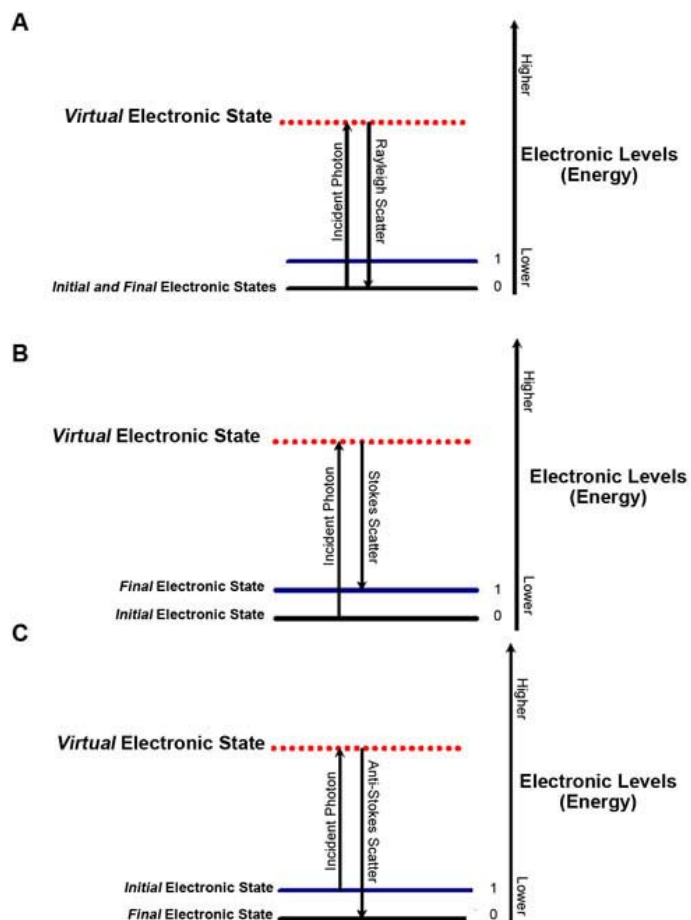 A
Higher
Virtual Electronic State
Incident Photon
Rayleigh Scatter
Electronic Levels
(Energy)
Lower
1
Initial and Final Electronic States
0
B
Higher
Virtual Electronic State
Incident Photon
Stokes Scatter
Electronic Levels
(Energy)
Lower
Final Electronic State
1
Initial Electronic State
0
C
Higher
Virtual Electronic State
Incident Photon
Anti-Stokes Scatter
Electronic Levels
(Energy)
Lower
Initial Electronic State
1
Final Electronic State
0